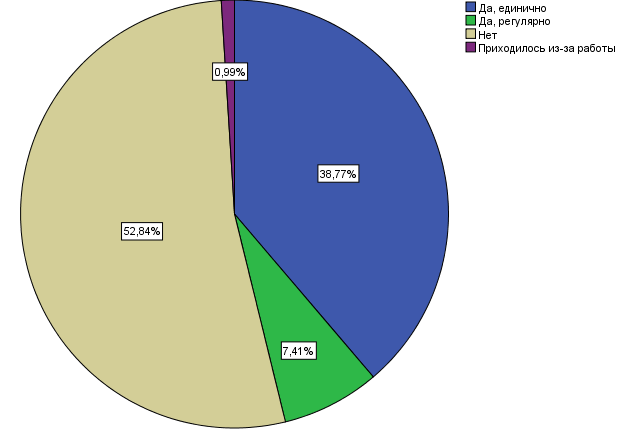 Да, единично
Да, регулярно
Нет
Приходилось из-за работы
0,99%
38,77%
52,84%
7,41%